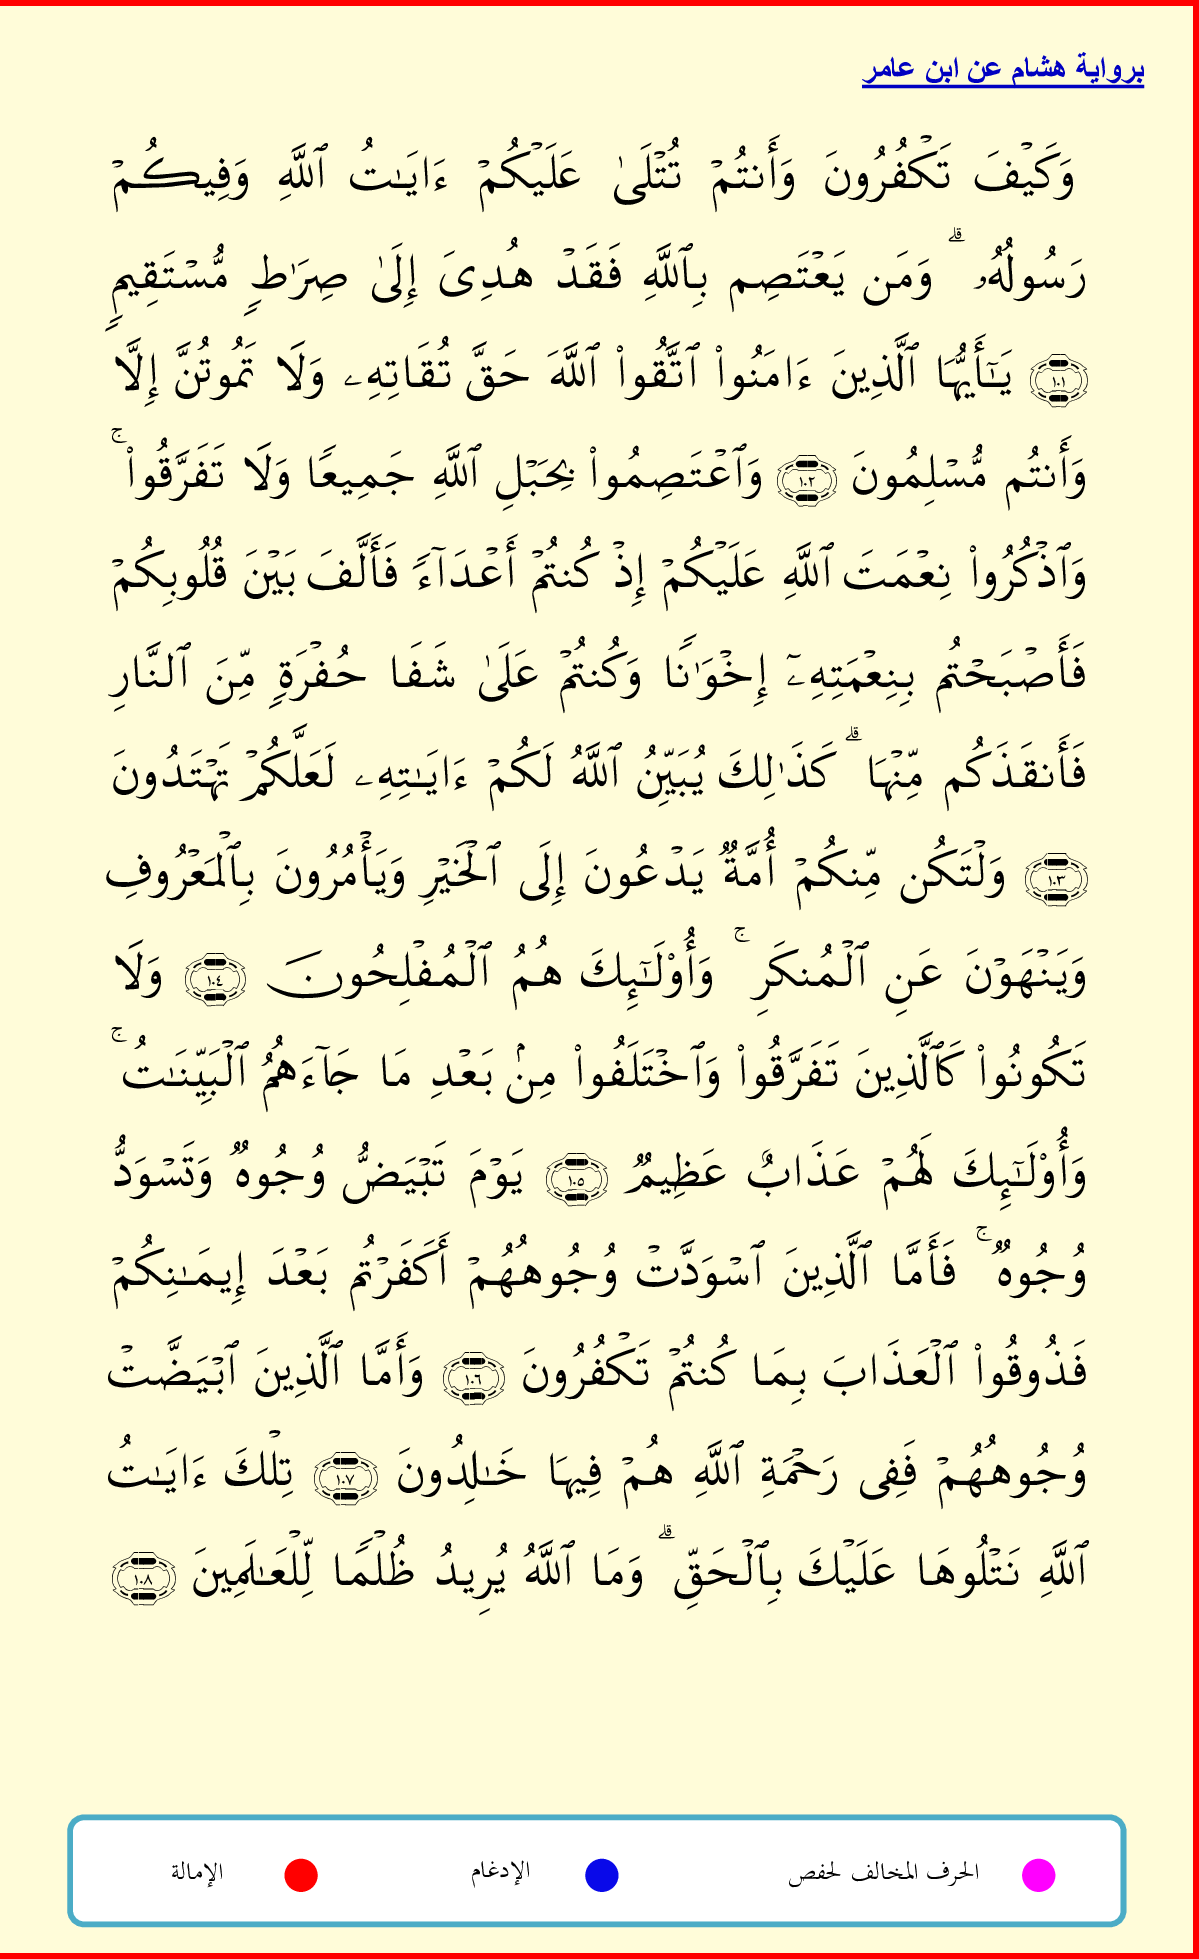 برواية هشام عن ابن عامر
وَكَيۡفَ تَكۡفُرُونَ وَأَنتُمۡ تُتۡلَىٰ عَلَيۡكُمۡ ءَايَٰتُ ٱللَّهِ وَفِيكُمۡ
رَسُولُهُۥ ۗ وَمَن يَعۡتَصِم بِٱللَّهِ فَقَدۡ هُدِيَ إِلَىٰ صِرَٰطٖ مُّسۡتَقِيمٖ
١٠١ يَٰٓأَيُّهَا ٱلَّذِينَ ءَامَنُواْ ٱتَّقُواْ ٱللَّهَ حَقَّ تُقَاتِهِۦ وَلَا تَمُوتُنَّ إِلَّا
وَأَنتُم مُّسۡلِمُونَ ١٠٢ وَٱعۡتَصِمُواْ بِحَبۡلِ ٱللَّهِ جَمِيعٗا وَلَا تَفَرَّقُواْ ۚ
وَٱذۡكُرُواْ نِعۡمَتَ ٱللَّهِ عَلَيۡكُمۡ إِذۡ كُنتُمۡ أَعۡدَآءٗ فَأَلَّفَ بَيۡنَ قُلُوبِكُمۡ
فَأَصۡبَحۡتُم بِنِعۡمَتِهِۦٓ إِخۡوَٰنٗا وَكُنتُمۡ عَلَىٰ شَفَا حُفۡرَةٖ مِّنَ ٱلنَّارِ
فَأَنقَذَكُم مِّنۡهَا ۗ كَذَٰلِكَ يُبَيِّنُ ٱللَّهُ لَكُمۡ ءَايَٰتِهِۦ لَعَلَّكُمۡ تَهۡتَدُونَ
١٠٣ وَلۡتَكُن مِّنكُمۡ أُمَّةٞ يَدۡعُونَ إِلَى ٱلۡخَيۡرِ وَيَأۡمُرُونَ بِٱلۡمَعۡرُوفِ
وَيَنۡهَوۡنَ عَنِ ٱلۡمُنكَرِ ۚ وَأُوْلَٰٓئِكَ هُمُ ٱلۡمُفۡلِحُونَ ١٠٤ وَلَا
تَكُونُواْ كَٱلَّذِينَ تَفَرَّقُواْ وَٱخۡتَلَفُواْ مِنۢ بَعۡدِ مَا جَآءَهُمُ ٱلۡبَيِّنَٰتُ ۚ
وَأُوْلَٰٓئِكَ لَهُمۡ عَذَابٌ عَظِيمٞ ١٠٥ يَوۡمَ تَبۡيَضُّ وُجُوهٞ وَتَسۡوَدُّ
وُجُوهٞ ۚ فَأَمَّا ٱلَّذِينَ ٱسۡوَدَّتۡ وُجُوهُهُمۡ أَكَفَرۡتُم بَعۡدَ إِيمَٰنِكُمۡ
فَذُوقُواْ ٱلۡعَذَابَ بِمَا كُنتُمۡ تَكۡفُرُونَ ١٠٦ وَأَمَّا ٱلَّذِينَ ٱبۡيَضَّتۡ
وُجُوهُهُمۡ فَفِي رَحۡمَةِ ٱللَّهِ هُمۡ فِيهَا خَٰلِدُونَ ١٠٧ تِلۡكَ ءَايَٰتُ
ٱللَّهِ نَتۡلُوهَا عَلَيۡكَ بِٱلۡحَقِّ ۗ وَمَا ٱللَّهُ يُرِيدُ ظُلۡمٗا لِّلۡعَٰلَمِينَ ١٠٨
الحرف المخالف لحفص الإدغام الإمالة